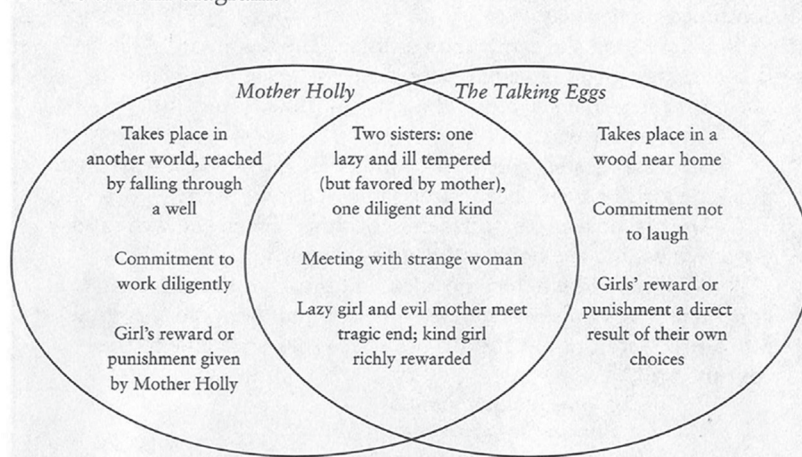 Mother Holly
The Talking Eggs
Takes place in
another world, reached
by falling through
a well
Commitment to
work diligently
Girl's reward or
punishment given
by Mother Holly
Two sisters: one
lazy and ill tempered
(but favored by mother),
one diligent and kind
Meeting with strange woman
Lazy girl and evil mother meet
tragic end; kind girl
richly rewarded
Takes place in a
wood near home
Commitment not
to laugh
Girls' reward or
punishment a direct
result of their own
choices